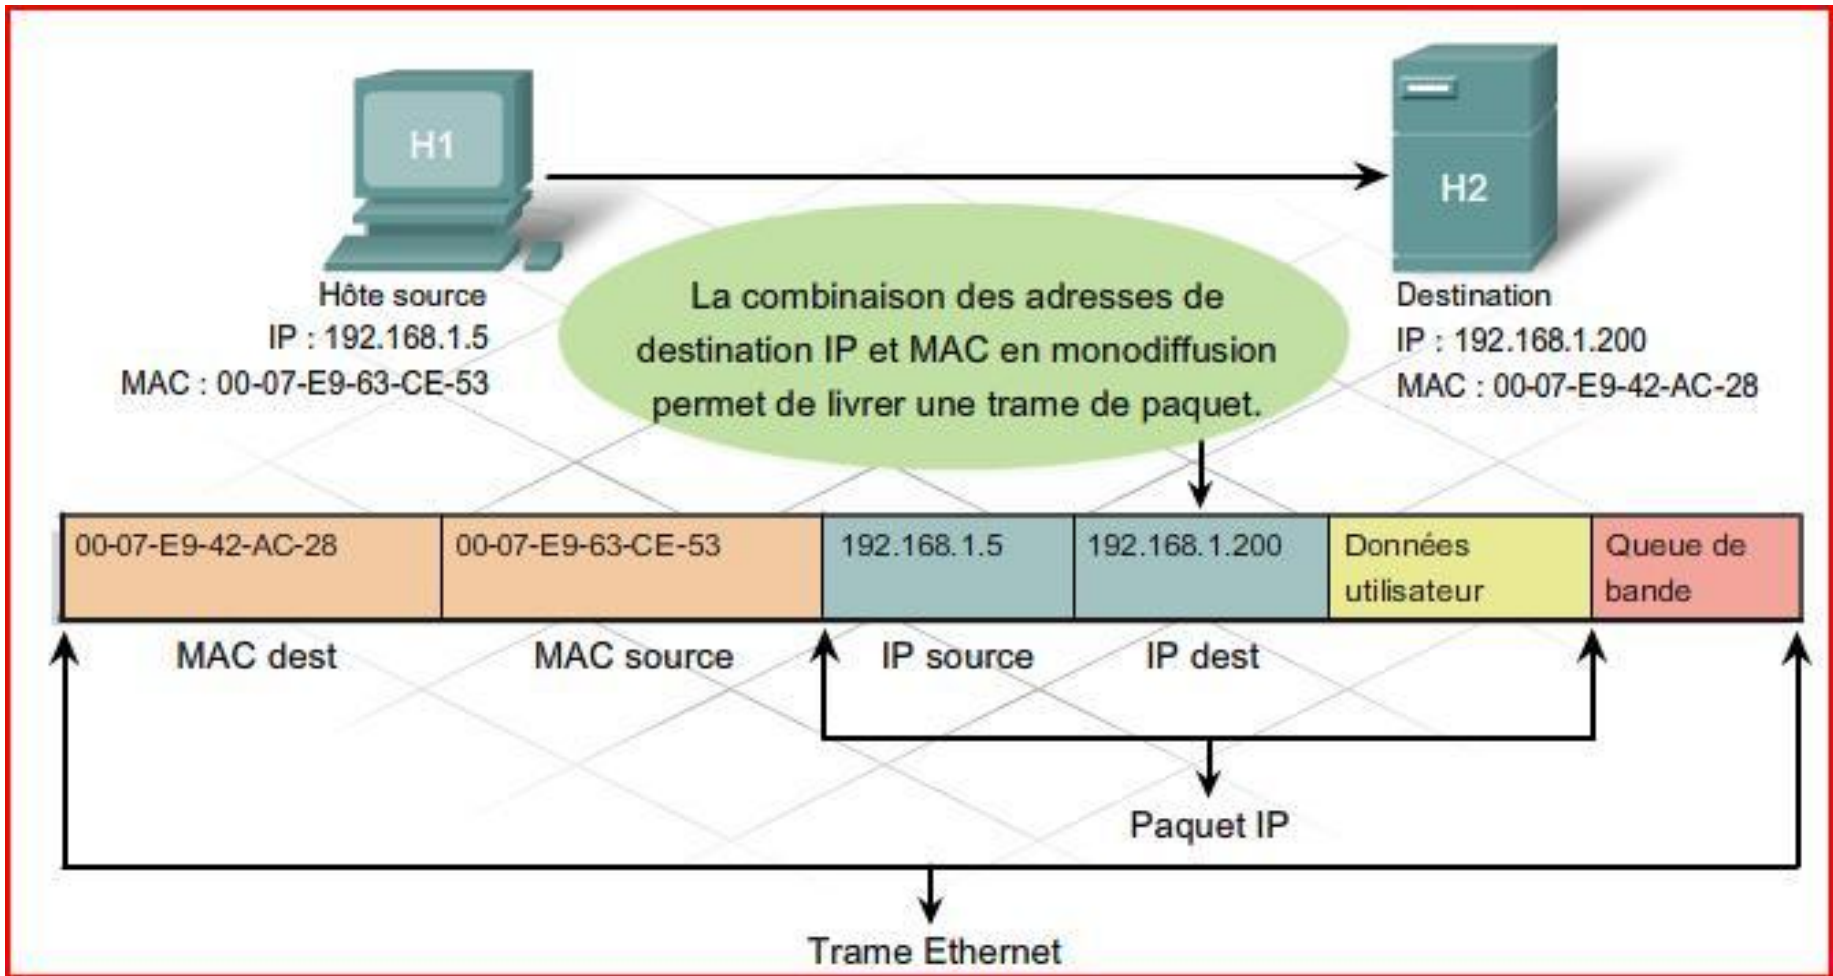 H1
H2
Hôte source
IP : 192.168.1.5
MAC : 00-07-E9-63-CE-53
La combinaison des adresses de
destination IP et MAC en monodiffusion
permet de livrer une trame de paquet.
Destination
IP : 192.168.1.200
MAC : 00-07-E9-42-AC-28
00-07-E9-42-AC-28
00-07-E9-63-CE-53
192.168.1.5
192.168.1.200
Données
utilisateur
Queue de
bande
MAC dest
MAC source
IP source
IP dest
Paquet IP
Trame Ethernet